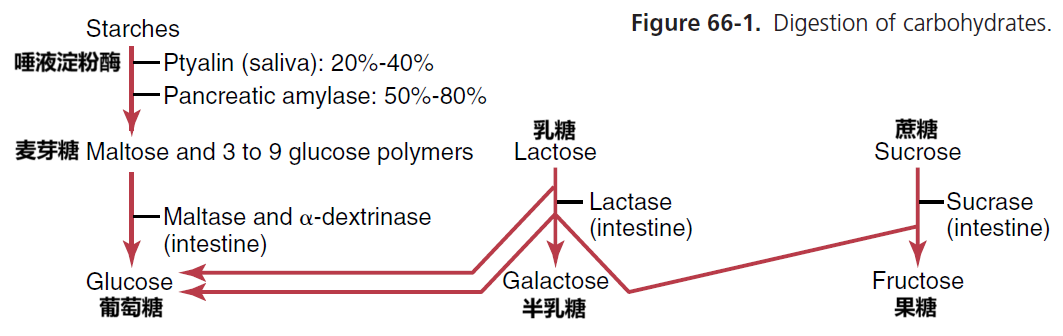 Figure 66-1. Digestion of carbohydrates.
Starches
唾液淀粉酶
Ptyalin (saliva): 20%-40%
Pancreatic amylase: 50%-80%
麦芽糖 Maltose and 3 to 9 glucose polymers
Maltase and α-dextrinase
(intestine)
Glucose
葡萄糖
乳糖
Lactose
Lactase
(intestine)
Galactose
半乳糖
蔗糖
Sucrose
Sucrase
(intestine)
Fructose
果糖